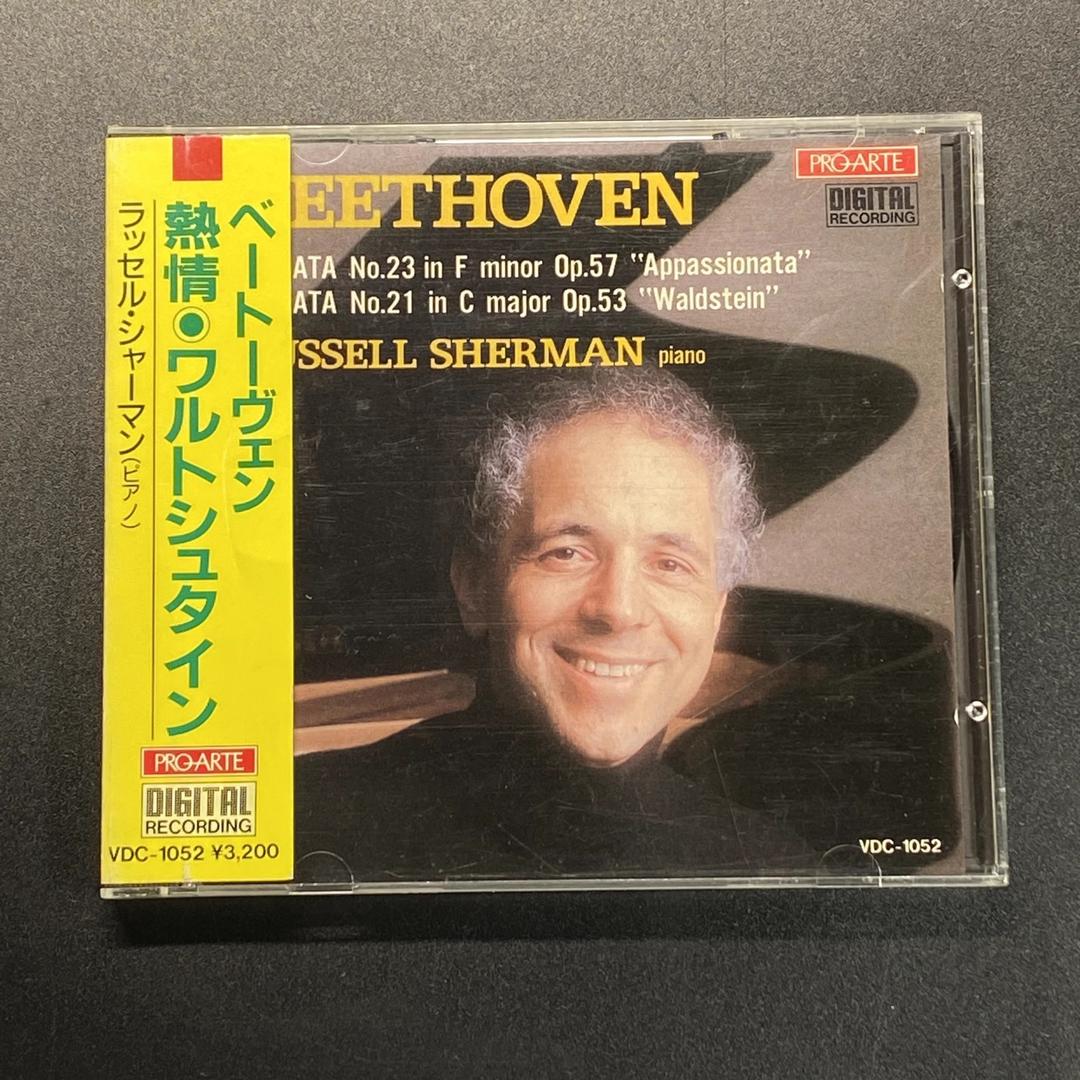 ベートーヴェン
熱情◉ワルトシュタイン
ラッセル・シャーマン(ピアノ)
PRO-ARTE
DIGITAL
RECORDING
VDC-1052 ¥3,200
EETHOVEN
ATA No.23 in F minor Op.57 "Appassionata"
ATA No.21 in C major Op.53 "Waldstein"
USSELL SHERMAN piano
PRO-ARTE
DIGITAL
RECORDING
VDC-1052